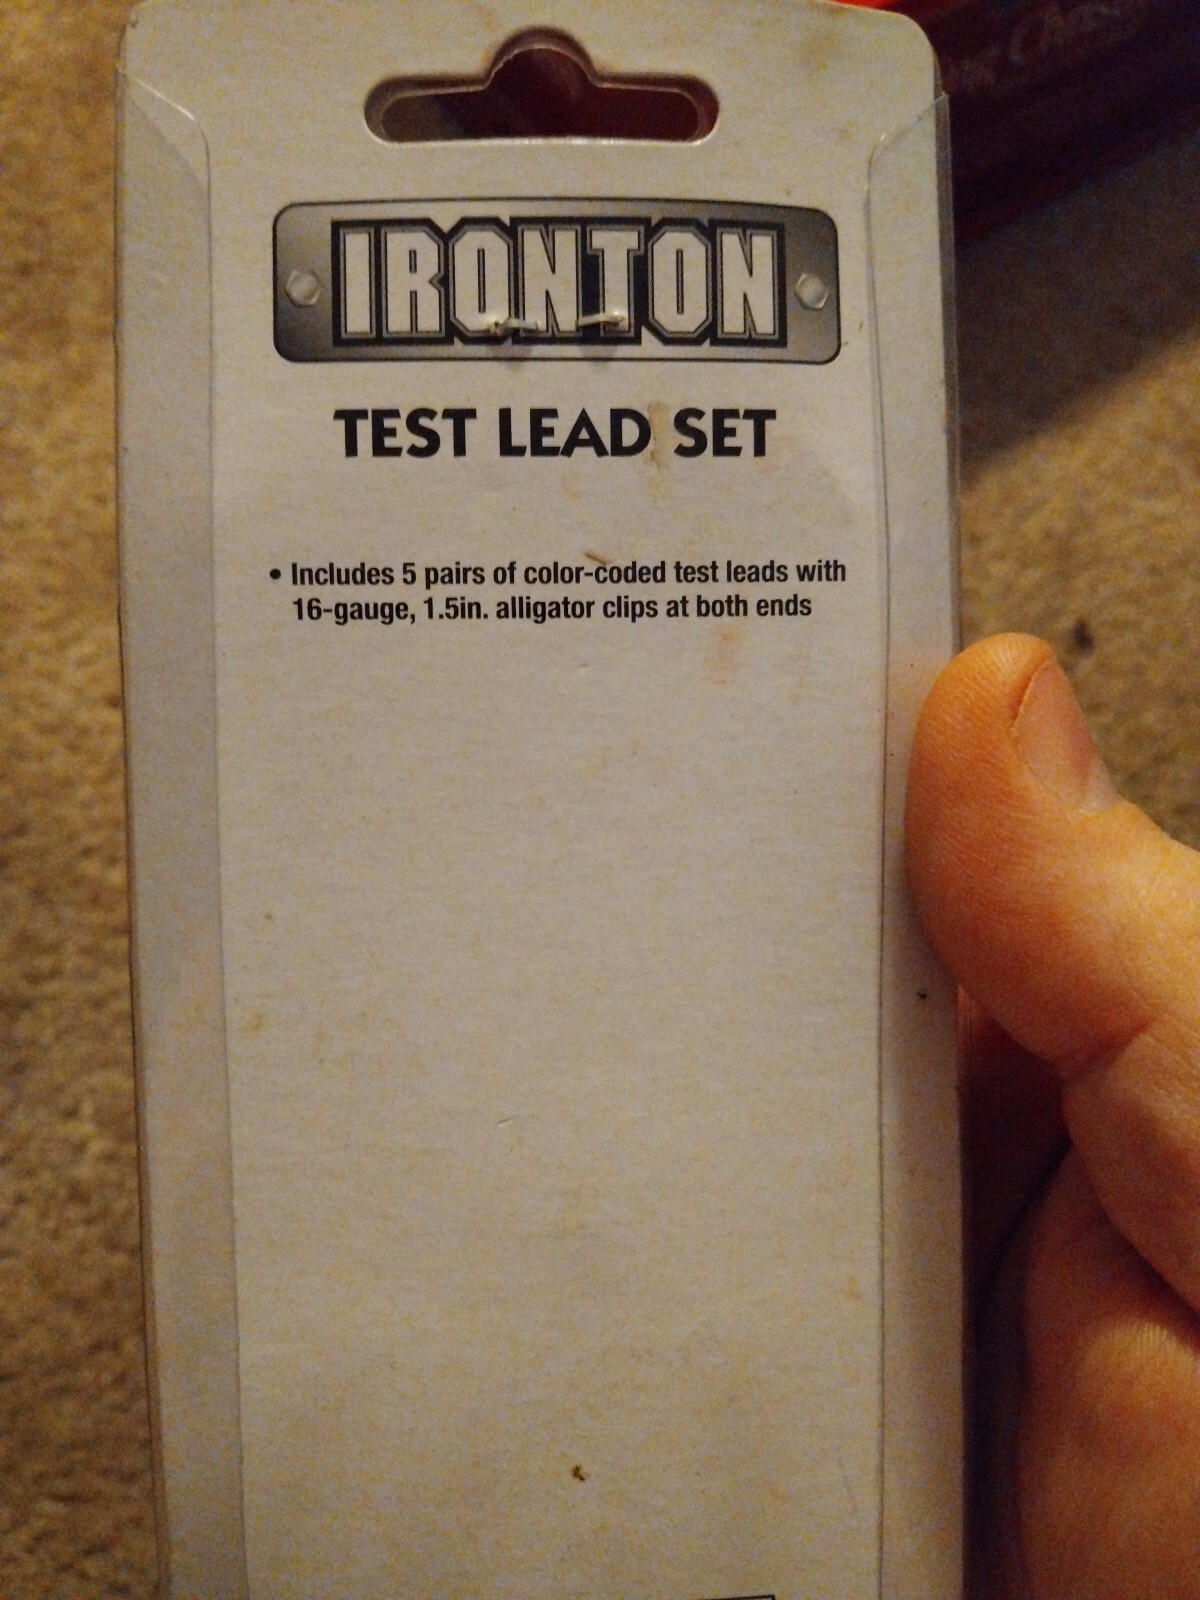 IRONTON
TEST LEAD SET
• Includes 5 pairs of color-coded test leads with
16-gauge, 1.5in. alligator clips at both ends